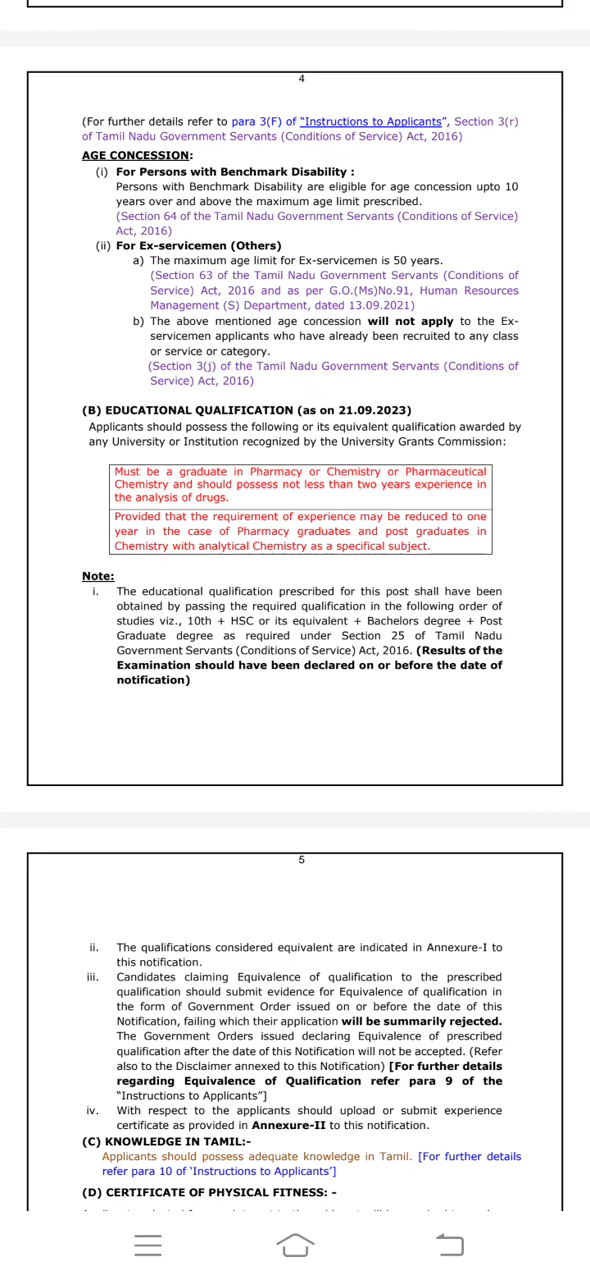 4
(For further details refer to para 3(F) of “Instructions to Applicants”, Section 3(r)
of Tamil Nadu Government Servants (Conditions of Service) Act, 2016)
AGE CONCESSION:
(i) For Persons with Benchmark Disability :
Persons with Benchmark Disability are eligible for age concession upto 10
years over and above the maximum age limit prescribed.
(Section 64 of the Tamil Nadu Government Servants (Conditions of Service)
Act, 2016)
(ii) For Ex-servicemen (Others)
a) The maximum age limit for Ex-servicemen is 50 years.
(Section 63 of the Tamil Nadu Government Servants (Conditions of
Service) Act, 2016 and as per G.O.(Ms)No.91, Human Resources
Management (S) Department, dated 13.09.2021)
b) The above mentioned age concession will not apply to the Ex-
servicemen applicants who have already been recruited to any class
or service or category.
(Section 3(j) of the Tamil Nadu Government Servants (Conditions of
Service) Act, 2016)
(B) EDUCATIONAL QUALIFICATION (as on 21.09.2023)
Applicants should possess the following or its equivalent qualification awarded by
any University or Institution recognized by the University Grants Commission:
Must be a graduate in Pharmacy or Chemistry or Pharmaceutical
Chemistry and should possess not less than two years experience in
the analysis of drugs.
Provided that the requirement of experience may be reduced to one
year in the case of Pharmacy graduates and post graduates in
Chemistry with analytical Chemistry as a specifical subject.
Note:
i. The educational qualification prescribed for this post shall have been
obtained by passing the required qualification in the following order of
studies viz., 10th + HSC or its equivalent + Bachelors degree + Post
Graduate degree as required under Section 25 of Tamil Nadu
Government Servants (Conditions of Service) Act, 2016. (Results of the
Examination should have been declared on or before the date of
notification)
5
ii. The qualifications considered equivalent are indicated in Annexure-I to
this notification.
iii. Candidates claiming Equivalence of qualification to the prescribed
qualification should submit evidence for Equivalence of qualification in
the form of Government Order issued on or before the date of this
Notification, failing which their application will be summarily rejected.
The Government Orders issued declaring Equivalence of prescribed
qualification after the date of this Notification will not be accepted. (Refer
also to the Disclaimer annexed to this Notification) [For further details
regarding Equivalence of Qualification refer para 9 of the
“Instructions to Applicants”]
iv. With respect to the applicants should upload or submit experience
certificate as provided in Annexure-II to this notification.
(C) KNOWLEDGE IN TAMIL:-
Applicants should possess adequate knowledge in Tamil. [For further details
refer para 10 of ‘Instructions to Applicants’]
(D) CERTIFICATE OF PHYSICAL FITNESS: -